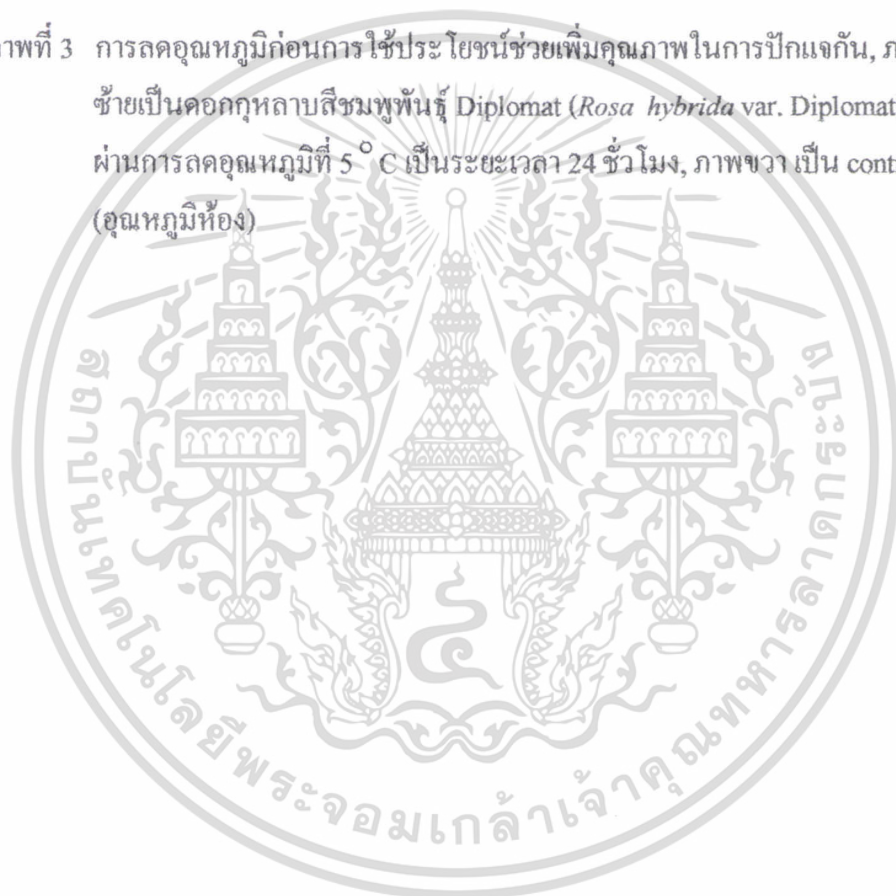 าพที่ 3 การลดอุณหภูมิก่อนการใช้ประโยชน์ช่วยเพิ่มคุณภาพในการปักแจกัน, ภ
ซ้ายเป็นดอกกุหลาบสีชมพูพันธุ์ Diplomat (Rosa hybrida var. Diplomat
ผ่านการลดอุณหภูมิที่ 5 ° C เป็นระยะเวลา 24 ชั่วโมง, ภาพขวา เป็น cont
(อุณหภูมิห้อง)
สถาบันเทคโนโลยีพระจอมเกล้าเจ้าคุณทหารลาดกระบัง
๔